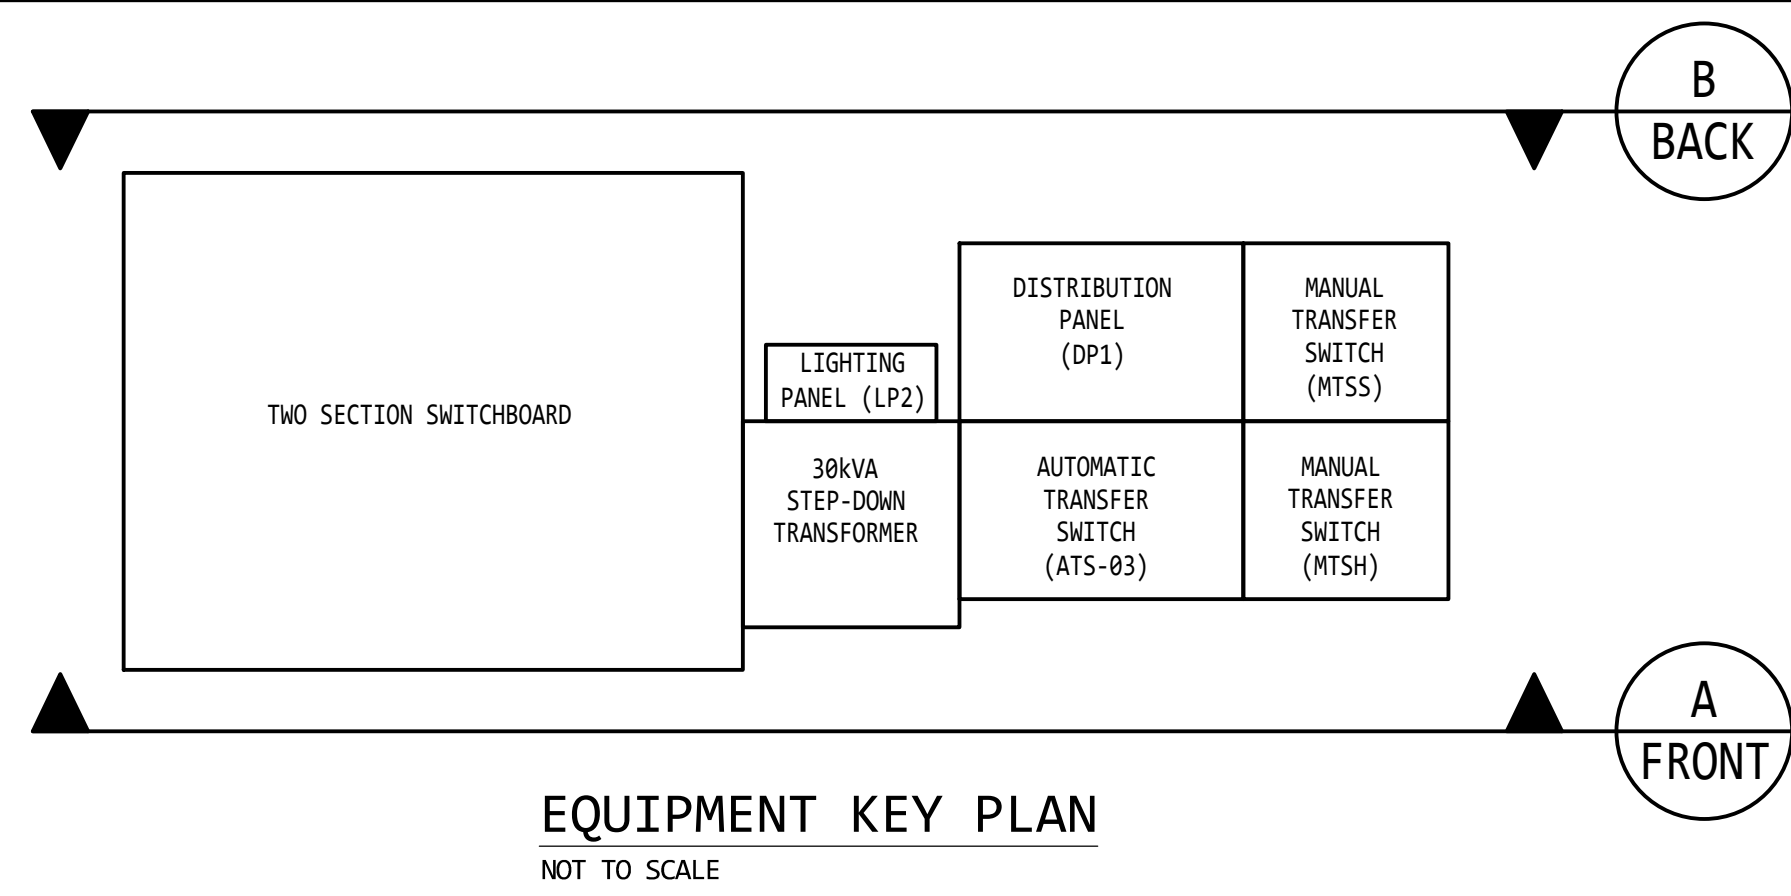 B
BACK
TWO SECTION SWITCHBOARD
LIGHTING
PANEL (LP2)
30kVA
STEP-DOWN
TRANSFORMER
DISTRIBUTION
PANEL
(DP1)
MANUAL
TRANSFER
SWITCH
(MTSS)
AUTOMATIC
TRANSFER
SWITCH
(ATS-03)
MANUAL
TRANSFER
SWITCH
(MTSH)
A
FRONT
EQUIPMENT KEY PLAN
NOT TO SCALE